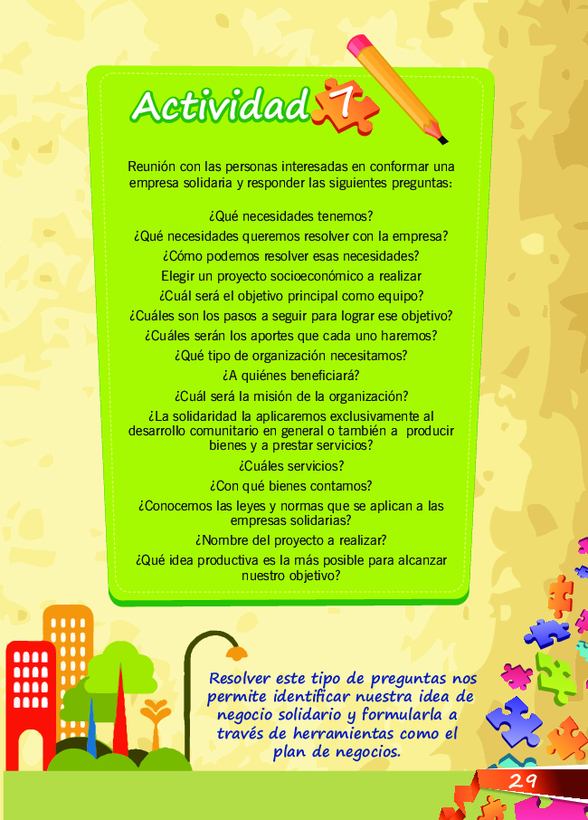 Actividad 7
Reunión con las personas interesadas en conformar una
empresa solidaria y responder las siguientes preguntas:
¿Qué necesidades tenemos?
¿Qué necesidades queremos resolver con la empresa?
¿Cómo podemos resolver esas necesidades?
Elegir un proyecto socioeconómico a realizar
¿Cuál será el objetivo principal como equipo?
¿Cuáles son los pasos a seguir para lograr ese objetivo?
¿Cuáles serán los aportes que cada uno haremos?
¿Qué tipo de organización necesitamos?
¿A quiénes beneficiará?
¿Cuál será la misión de la organización?
¿La solidaridad la aplicaremos exclusivamente al
desarrollo comunitario en general o también a producir
bienes y a prestar servicios?
¿Cuáles servicios?
¿Con qué bienes contamos?
¿Conocemos las leyes y normas que se aplican a las
empresas solidarias?
¿Nombre del proyecto a realizar?
¿Qué idea productiva es la más posible para alcanzar
nuestro objetivo?
Resolver este tipo de preguntas nos
permite identificar nuestra idea de
negocio solidario y formularla a
través de herramientas como el
plan de negocios.
29